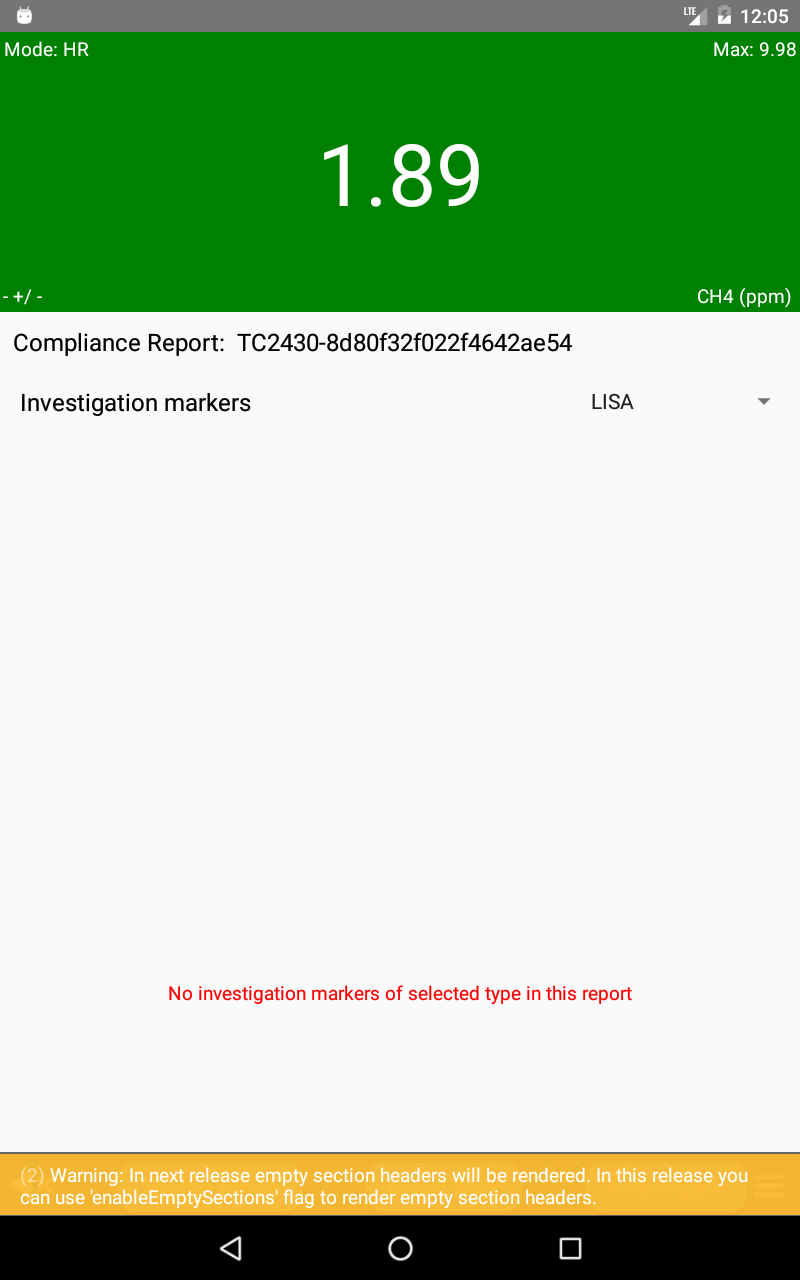 LTE 12:05
Mode: HR Max: 9.98
1.89
- +/ - CH4 (ppm)
Compliance Report: TC2430-8d80f32f022f4642ae54
Investigation markers LISA
No investigation markers of selected type in this report
(2) Warning: In next release empty section headers will be rendered. In this release you
can use 'enableEmptySections' flag to render empty section headers.